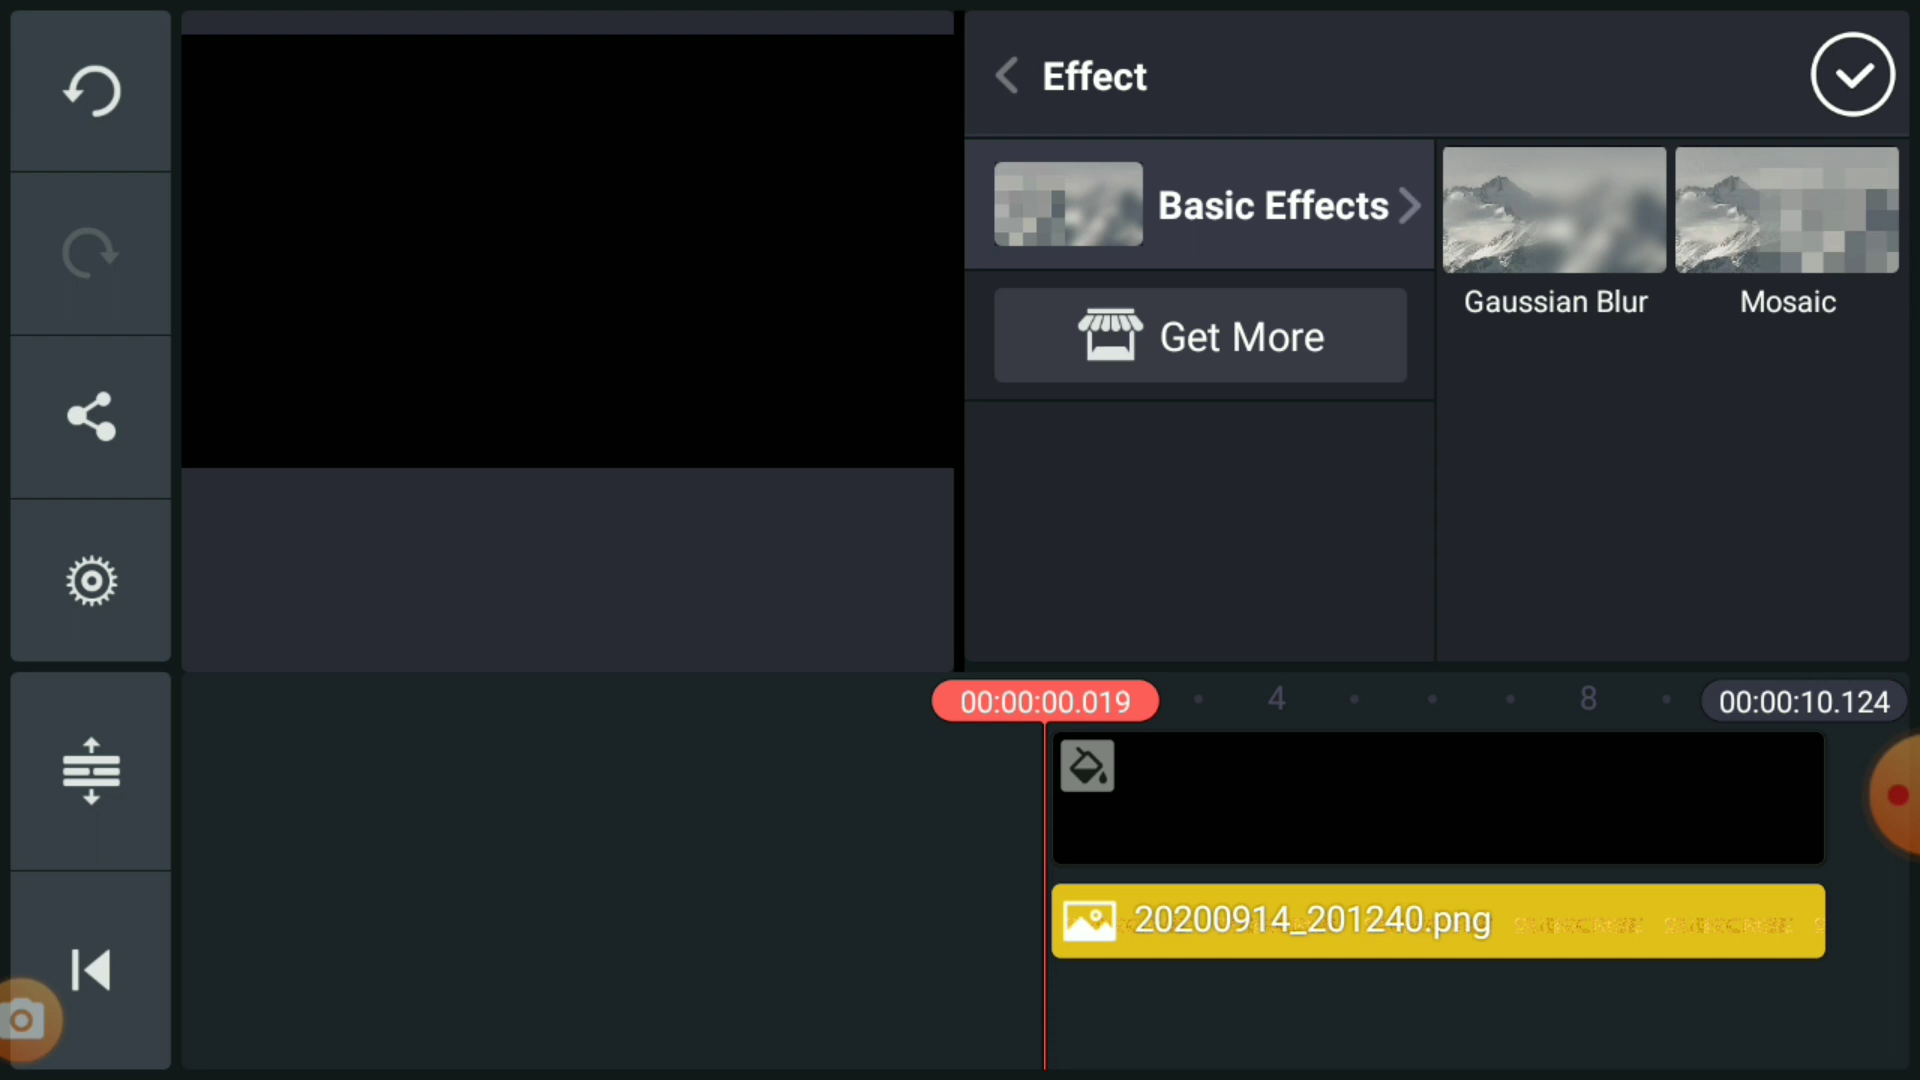 Effect
Basic Effects
Get More
Gaussian Blur
Mosaic
00:00:00.019
4
8
00:00:10.124
20200914_201240.png